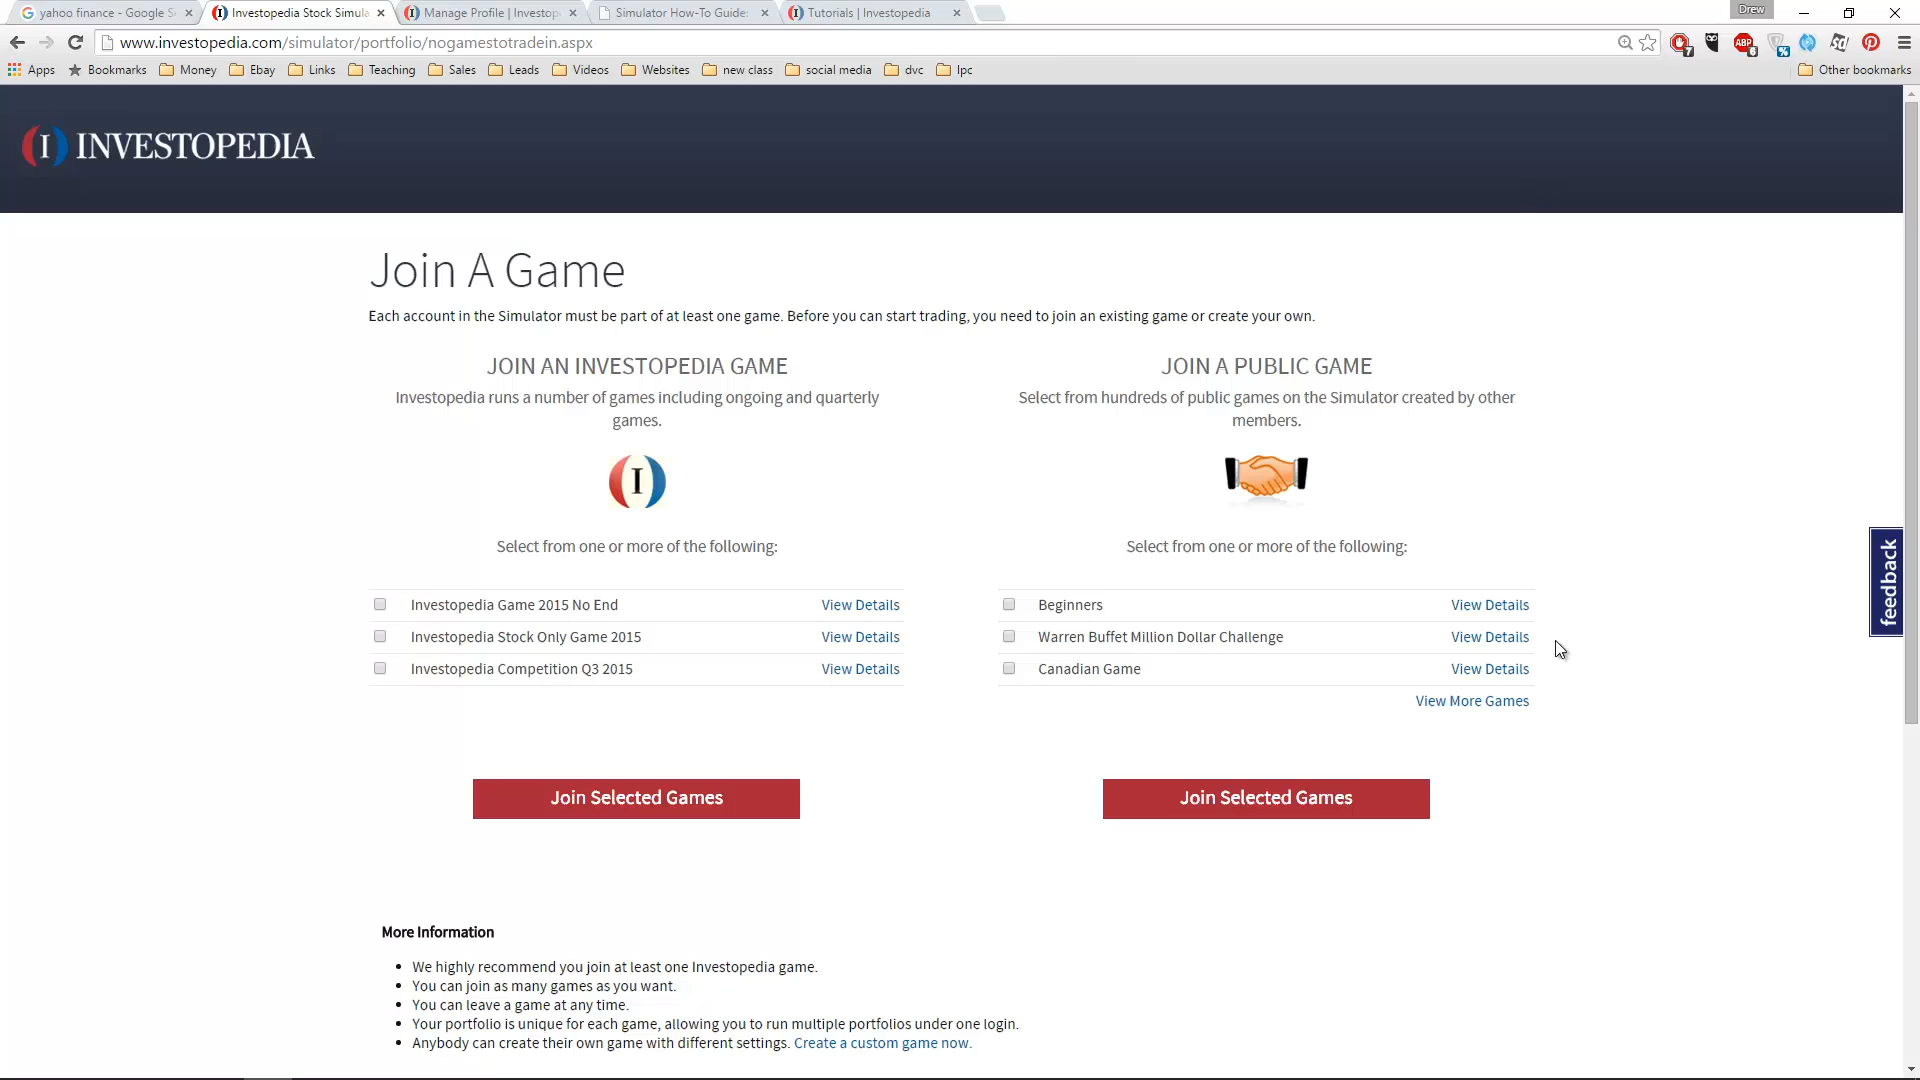 yahoo finance - Google S
Investopedia Stock Simula
Manage Profile | Investop
Simulator How-To Guide:
Tutorials | Investopedia
Drew
www.investopedia.com/simulator/portfolio/nogamestotradein.aspx
7
ABP
6
Apps
Bookmarks
Money
Ebay
Links
Teaching
Sales
Leads
Videos
Websites
new class
social media
dvc
lpc
Other bookmarks
I INVESTOPEDIA
Join A Game
Each account in the Simulator must be part of at least one game. Before you can start trading, you need to join an existing game or create your own.
JOIN AN INVESTOPEDIA GAME
Investopedia runs a number of games including ongoing and quarterly
games.
I
Select from one or more of the following:
Investopedia Game 2015 No End View Details
Investopedia Stock Only Game 2015 View Details
Investopedia Competition Q3 2015 View Details
Join Selected Games
JOIN A PUBLIC GAME
Select from hundreds of public games on the Simulator created by other
members.
Select from one or more of the following:
Beginners View Details
Warren Buffet Million Dollar Challenge View Details
Canadian Game View Details
View More Games
Join Selected Games
feedback
More Information
• We highly recommend you join at least one Investopedia game.
• You can join as many games as you want.
• You can leave a game at any time.
• Your portfolio is unique for each game, allowing you to run multiple portfolios under one login.
• Anybody can create their own game with different settings. Create a custom game now.